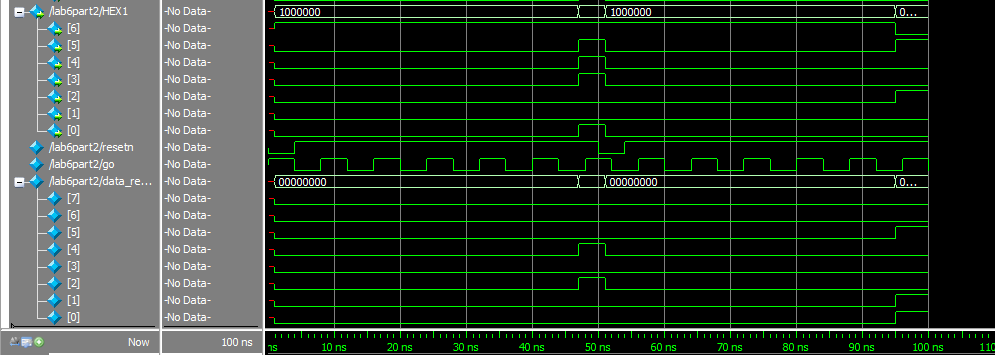 /lab6part2/HEX1 -No Data- 1000000 1000000 0...
[6] -No Data-
[5] -No Data-
[4] -No Data-
[3] -No Data-
[2] -No Data-
[1] -No Data-
[0] -No Data-
/lab6part2/resetn -No Data-
/lab6part2/go -No Data-
/lab6part2/data_re... -No Data- 00000000 00000000 0...
[7] -No Data-
[6] -No Data-
[5] -No Data-
[4] -No Data-
[3] -No Data-
[2] -No Data-
[1] -No Data-
[0] -No Data-
Now 100 ns ns 10 ns 20 ns 30 ns 40 ns 50 ns 60 ns 70 ns 80 ns 90 ns 100 ns 110